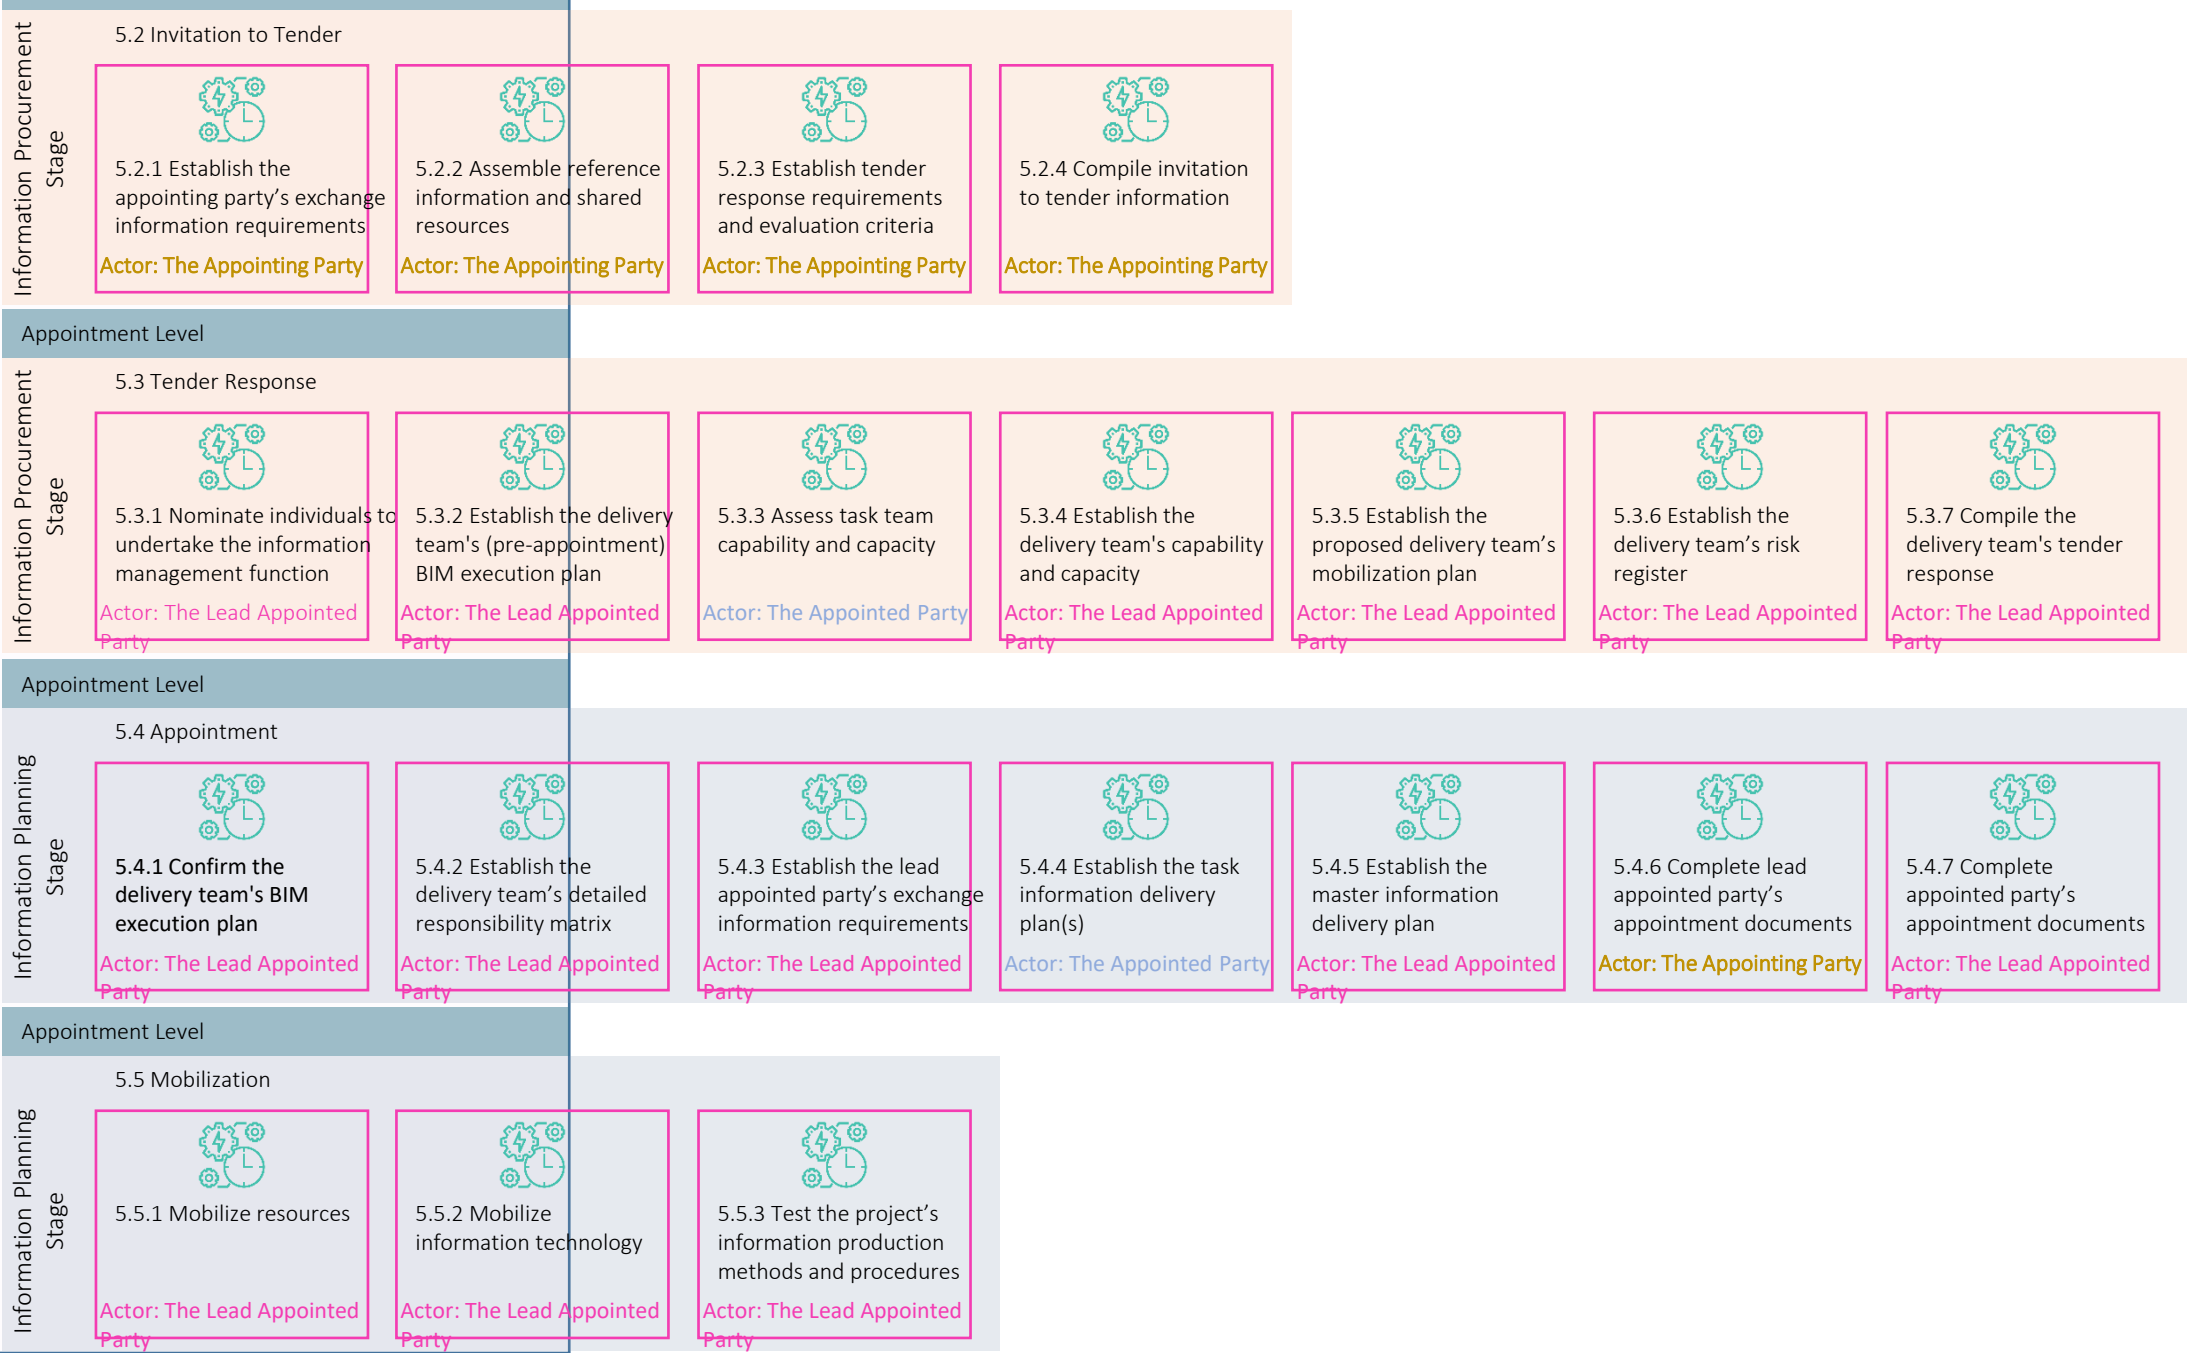 Information Procurement
Stage
5.2 Invitation to Tender
5.2.1 Establish the
appointing party’s exchange
information requirements
Actor: The Appointing Party
5.2.2 Assemble reference
information and shared
resources
Actor: The Appointing Party
5.2.3 Establish tender
response requirements
and evaluation criteria
Actor: The Appointing Party
5.2.4 Compile invitation
to tender information
Actor: The Appointing Party
Appointment Level
Information Procurement
Stage
5.3 Tender Response
5.3.1 Nominate individuals to
undertake the information
management function
Actor: The Lead Appointed
Party
5.3.2 Establish the delivery
team's (pre-appointment)
BIM execution plan
Actor: The Lead Appointed
Party
5.3.3 Assess task team
capability and capacity
Actor: The Appointed Party
5.3.4 Establish the
delivery team's capability
and capacity
Actor: The Lead Appointed
Party
5.3.5 Establish the
proposed delivery team’s
mobilization plan
Actor: The Lead Appointed
Party
5.3.6 Establish the
delivery team’s risk
register
Actor: The Lead Appointed
Party
5.3.7 Compile the
delivery team's tender
response
Actor: The Lead Appointed
Party
Appointment Level
Information Planning
Stage
5.4 Appointment
5.4.1 Confirm the
delivery team's BIM
execution plan
Actor: The Lead Appointed
Party
5.4.2 Establish the
delivery team’s detailed
responsibility matrix
Actor: The Lead Appointed
Party
5.4.3 Establish the lead
appointed party’s exchange
information requirements
Actor: The Lead Appointed
Party
5.4.4 Establish the task
information delivery
plan(s)
Actor: The Appointed Party
5.4.5 Establish the
master information
delivery plan
Actor: The Lead Appointed
Party
5.4.6 Complete lead
appointed party’s
appointment documents
Actor: The Appointing Party
5.4.7 Complete
appointed party’s
appointment documents
Actor: The Lead Appointed
Party
Appointment Level
Information Planning
Stage
5.5 Mobilization
5.5.1 Mobilize resources
Actor: The Lead Appointed
Party
5.5.2 Mobilize
information technology
Actor: The Lead Appointed
Party
5.5.3 Test the project’s
information production
methods and procedures
Actor: The Lead Appointed
Party